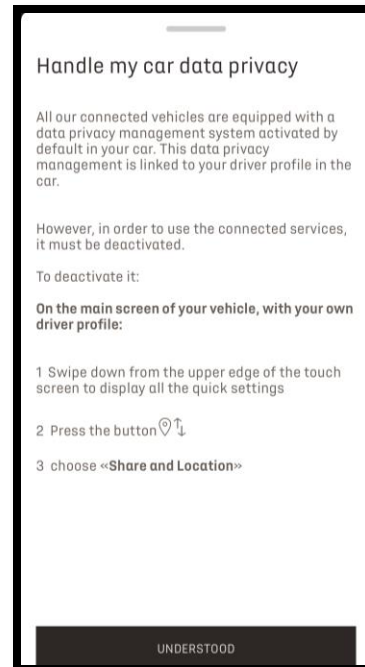 Handle my car data privacy
All our connected vehicles are equipped with a
data privacy management system activated by
default in your car. This data privacy
management is linked to your driver profile in the
car.
However, in order to use the connected services,
it must be deactivated.
To deactivate it:
On the main screen of your vehicle, with your own
driver profile:
1 Swipe down from the upper edge of the touch
screen to display all the quick settings
2 Press the button
3 choose «Share and Location»
UNDERSTOOD